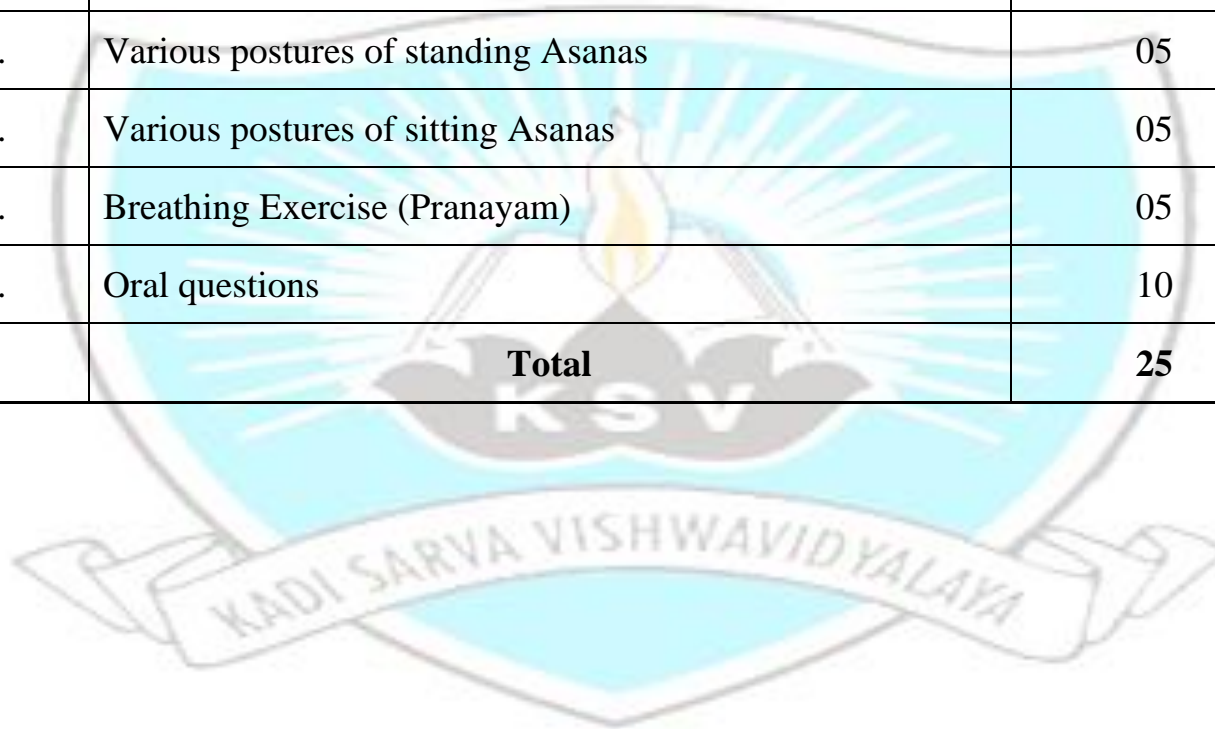 . Various postures of standing Asanas 05
. Various postures of sitting Asanas 05
. Breathing Exercise (Pranayam) 05
. Oral questions 10
Total 25
KSV
KADI SARVA VISHWAVIDYALAYA